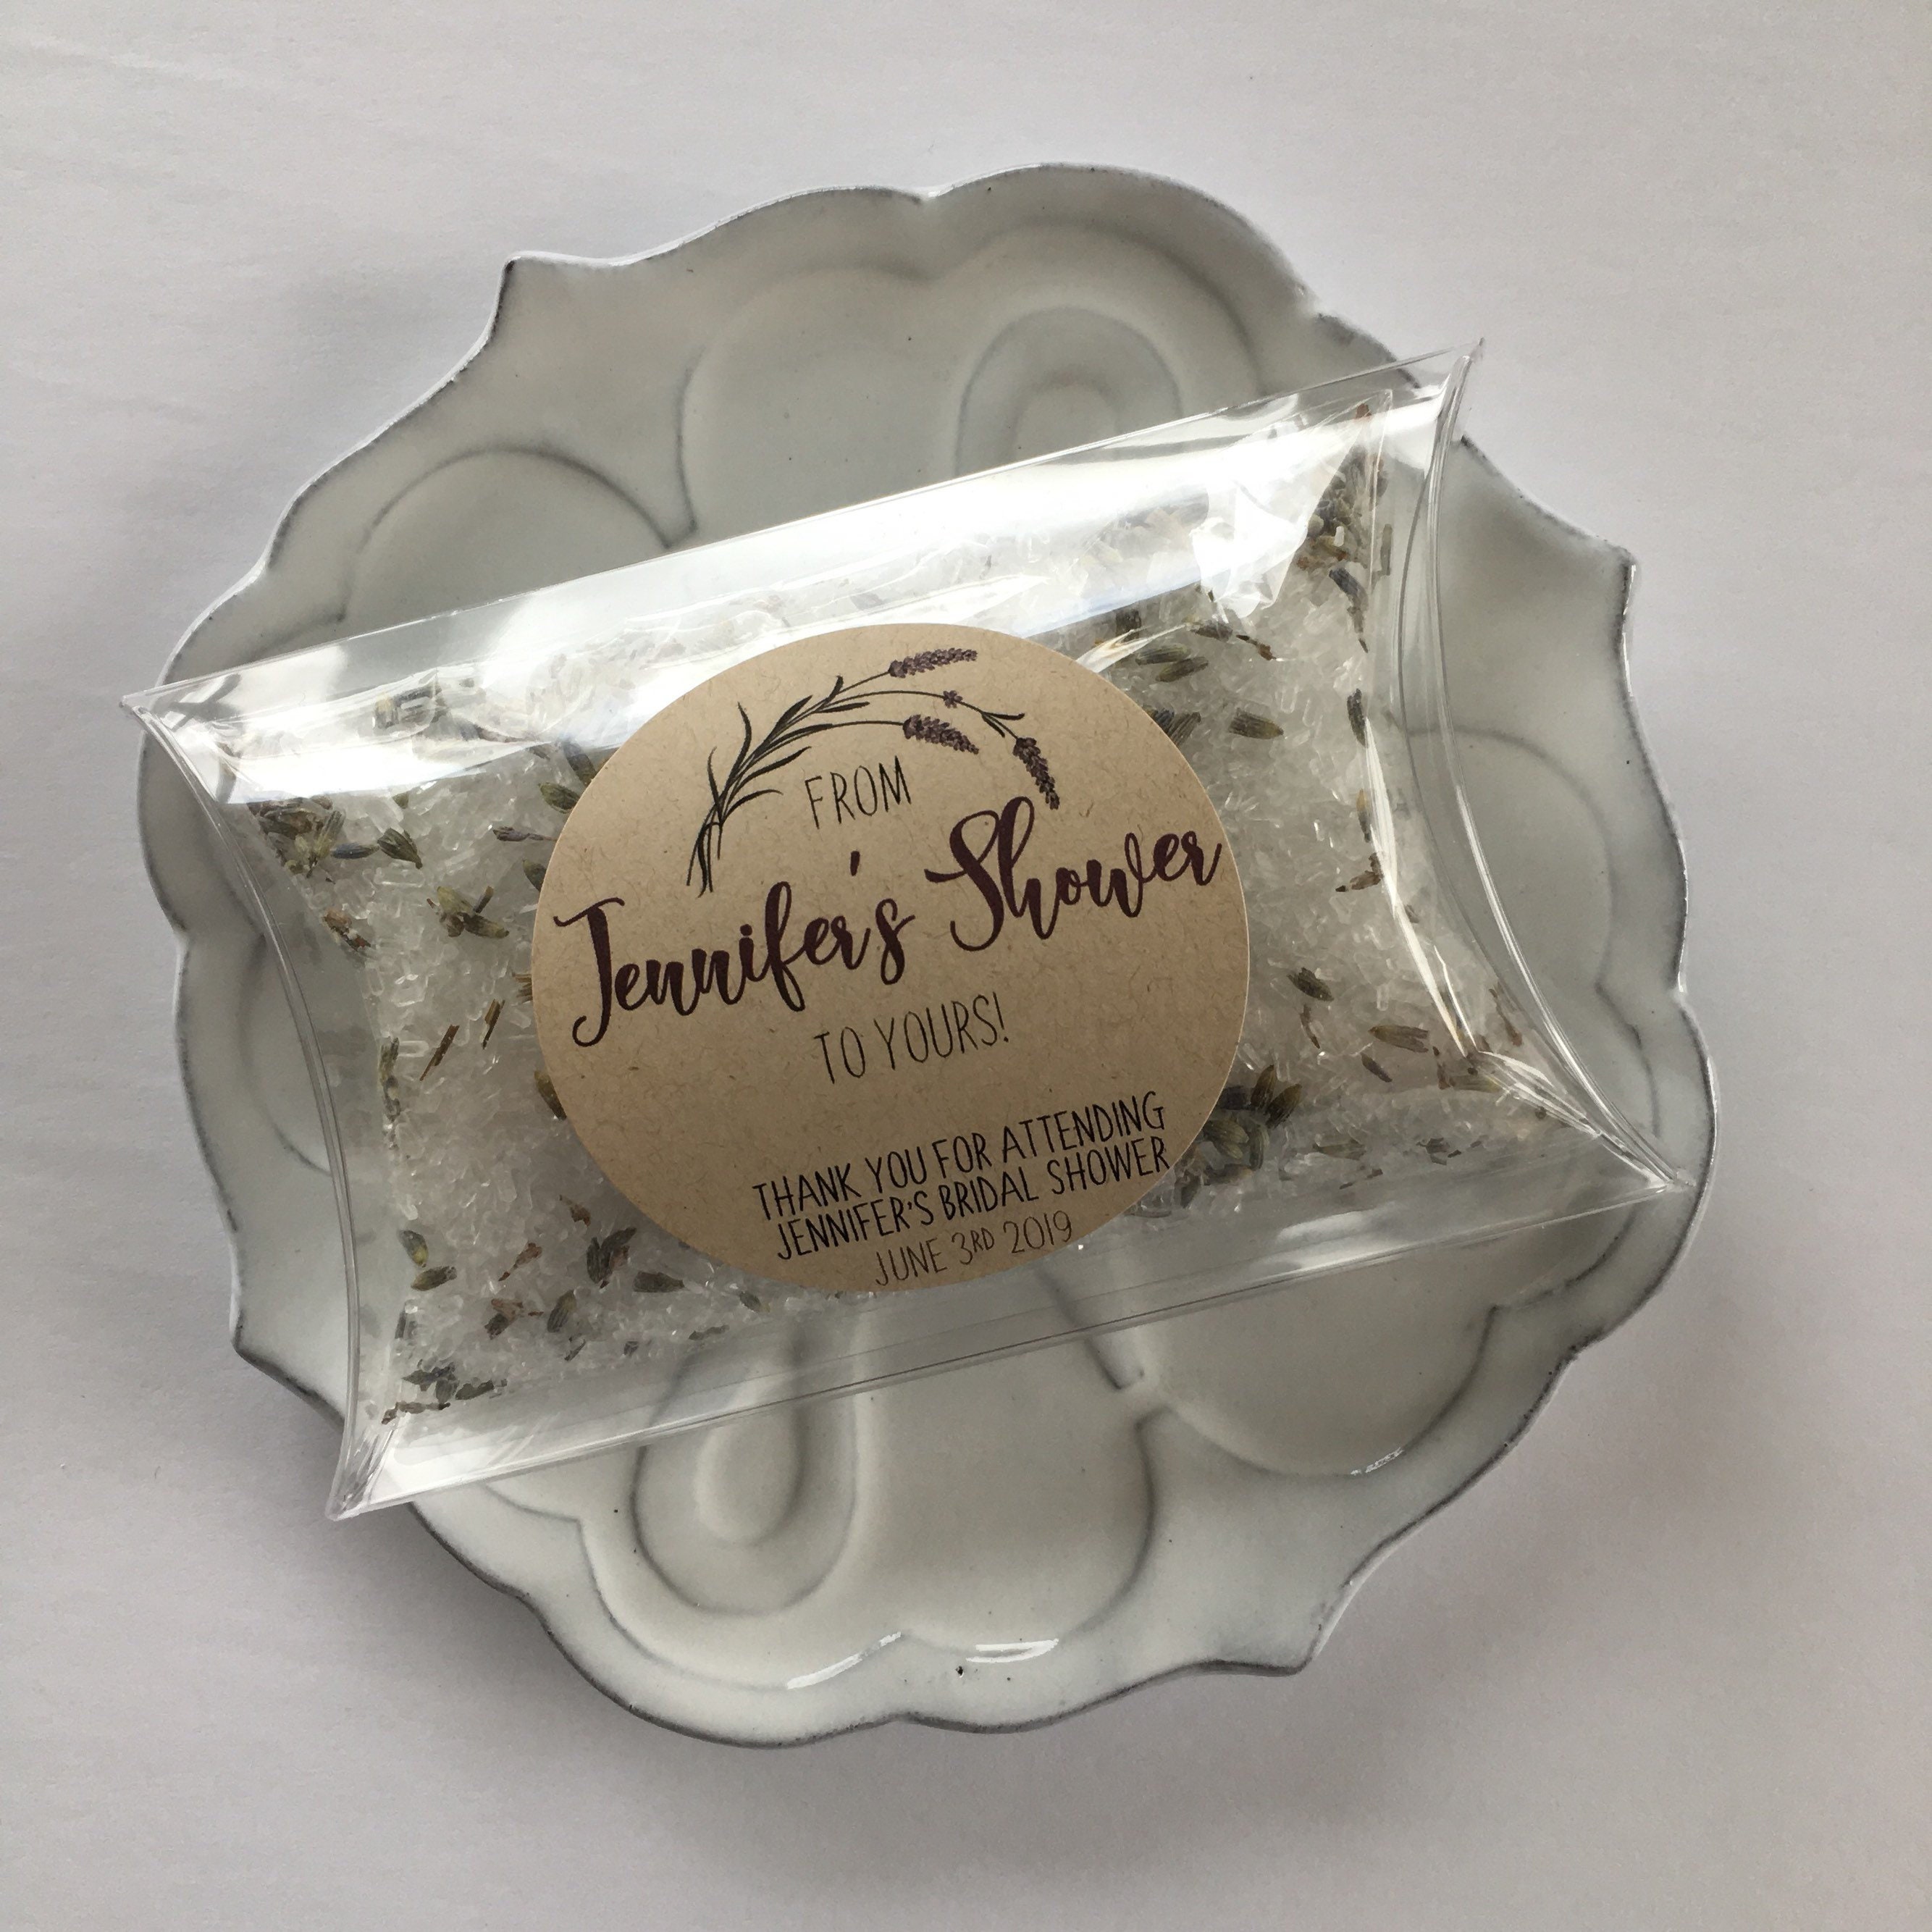 FROM
Jennifer's Shower
TO YOURS!
THANK YOU FOR ATTENDING
JENNIFER'S BRIDAL SHOWER
JUNE 3RD 2019